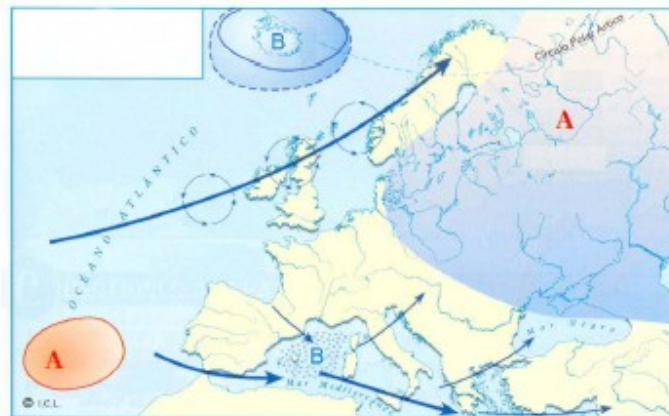 B
Círculo Polar Ártico
A
OCÉANO ATLÁNTICO
Mar Negro
A
B
Mar Mediterráneo
© I.C.L.